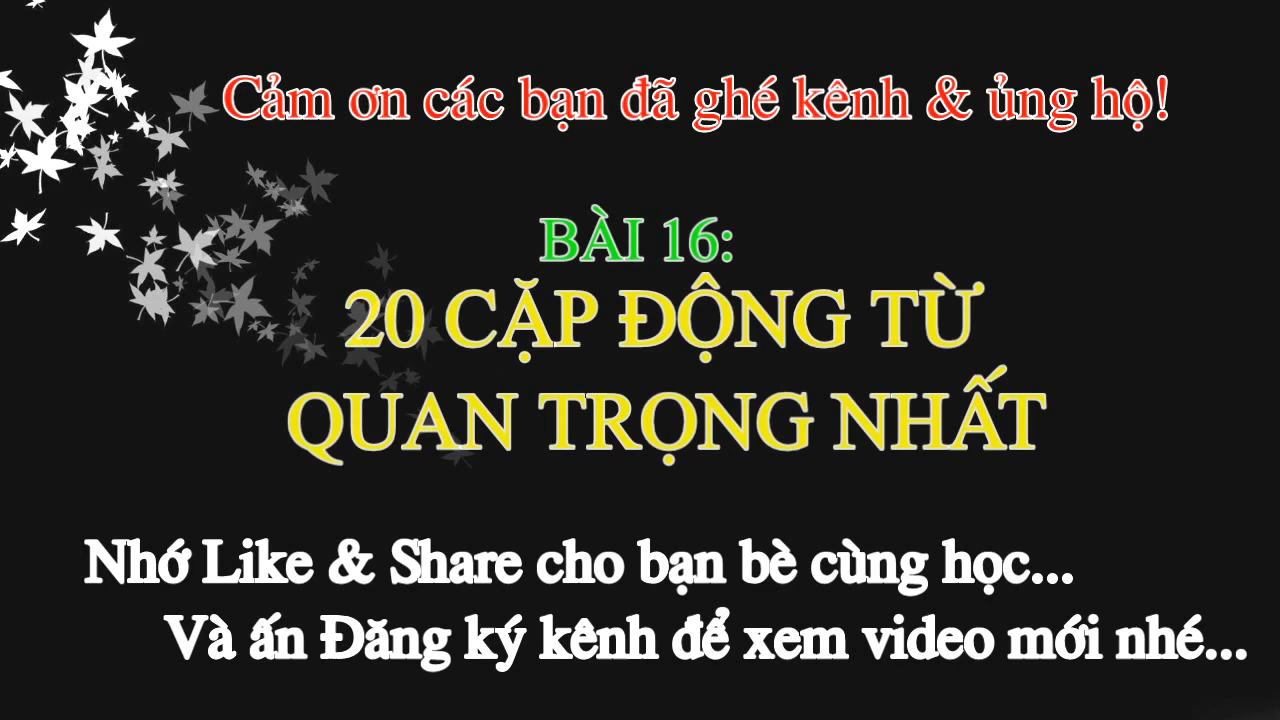 Cảm ơn các bạn đã ghé kênh & ủng hộ!
BÀI 16:
20 CẶP ĐỘNG TỪ
QUAN TRỌNG NHẤT
Nhớ Like & Share cho bạn bè cùng học...
Và ấn Đăng ký kênh để xem video mới nhé...